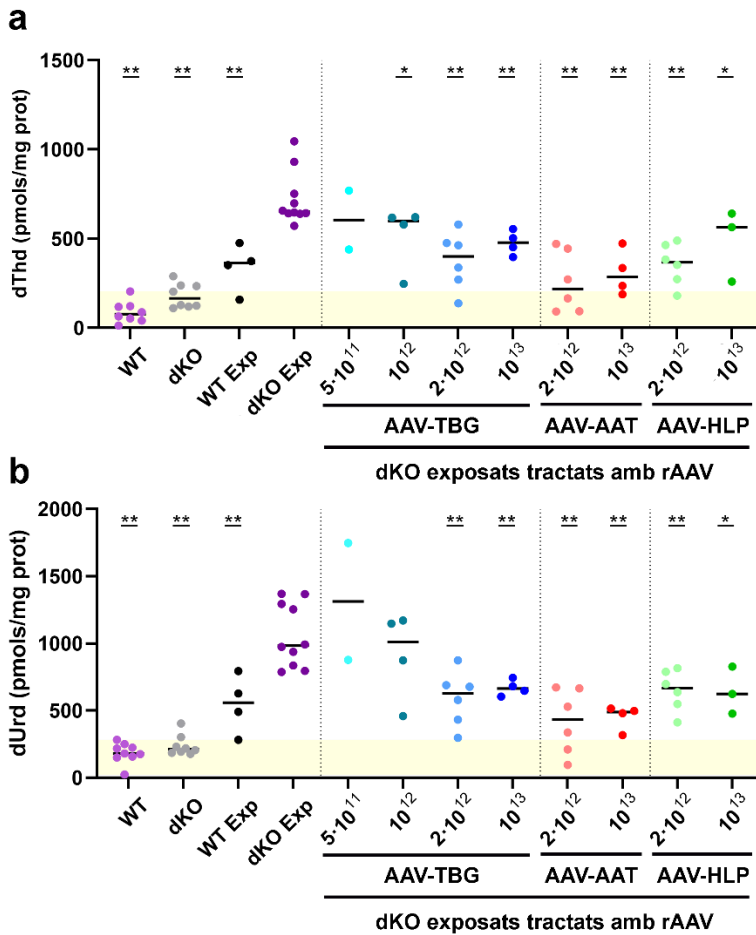 a
** ** ** * ** ** ** ** ** *
1500
1000
500
0
dThd (pmols/mg prot)
WT dKO WT Exp dKO Exp 5·10¹¹ 10¹² 2·10¹² 10¹³ 2·10¹² 10¹³ 2·10¹² 10¹³
AAV-TBG AAV-AAT AAV-HLP
dKO exposats tractats amb rAAV
b
2000
** ** ** ** ** ** ** ** *
1500
1000
500
0
dUrd (pmols/mg prot)
WT dKO WT Exp dKO Exp 5·10¹¹ 10¹² 2·10¹² 10¹³ 2·10¹² 10¹³ 2·10¹² 10¹³
AAV-TBG AAV-AAT AAV-HLP
dKO exposats tractats amb rAAV